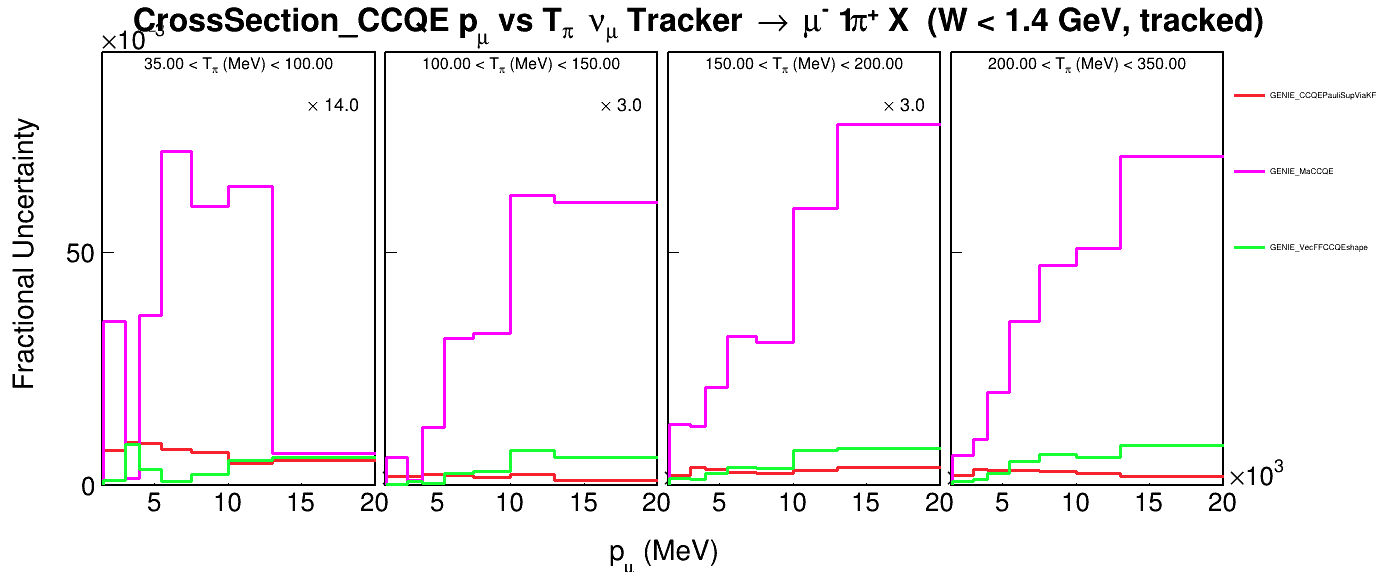 CrossSection_CCQE p_μ vs T_π ν_μ Tracker → μ⁻ 1π⁺ X (W < 1.4 GeV, tracked)
×10⁻³
35.00 < T_π (MeV) < 100.00
100.00 < T_π (MeV) < 150.00
150.00 < T_π (MeV) < 200.00
200.00 < T_π (MeV) < 350.00
× 14.0
× 3.0
× 3.0
GENIE_CCQEPauliSupViaKF
GENIE_MaCCQE
GENIE_VecFFCCQEshape
Fractional Uncertainty
50
0
5 10 15 20
5 10 15 20
5 10 15 20
5 10 15 20
×10³
p_μ (MeV)